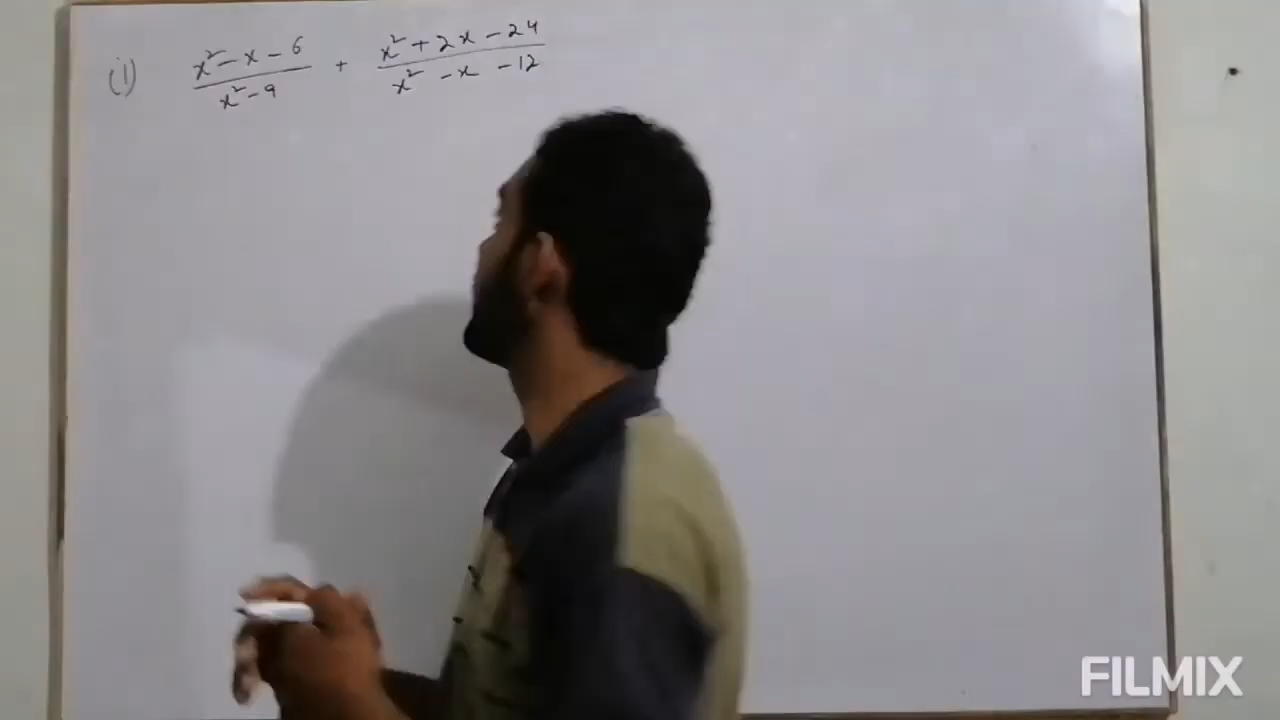 (i) x² - x - 6 / x² - 9 + x² + 2x - 24 / x² - x - 12
FILMIX